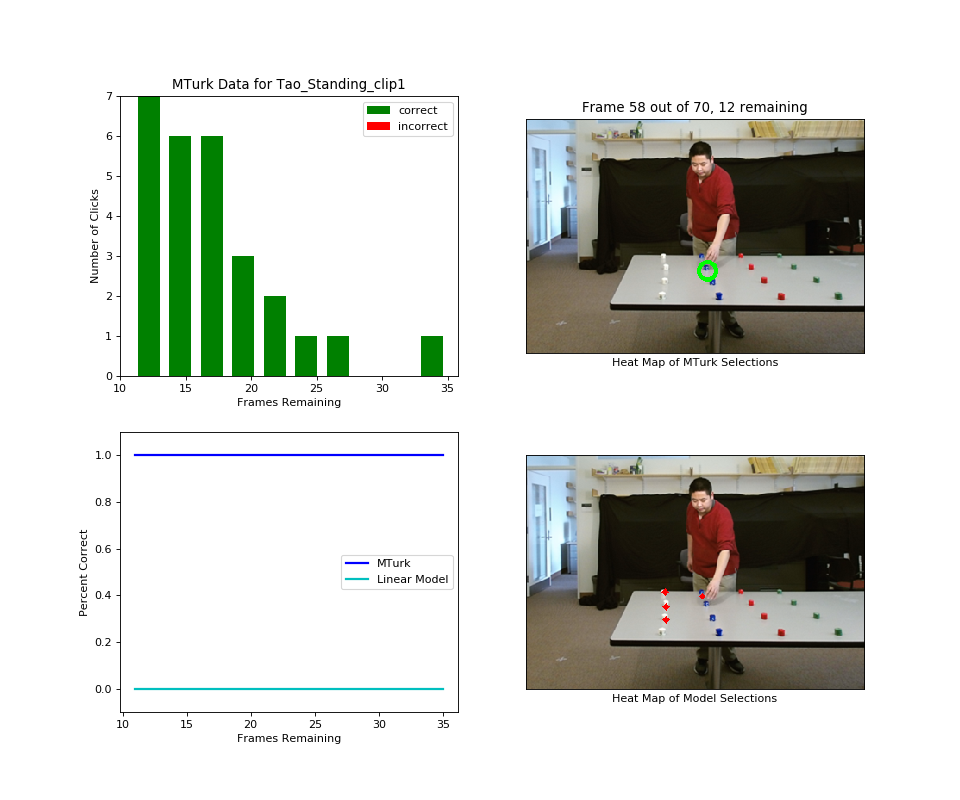 MTurk Data for Tao_Standing_clip1
7
6
5
4
3
2
1
0
Number of Clicks
correct
incorrect
10 15 20 25 30 35
Frames Remaining
Frame 58 out of 70, 12 remaining
Heat Map of MTurk Selections
1.0
0.8
0.6
0.4
0.2
0.0
Percent Correct
MTurk
Linear Model
10 15 20 25 30 35
Frames Remaining
Heat Map of Model Selections